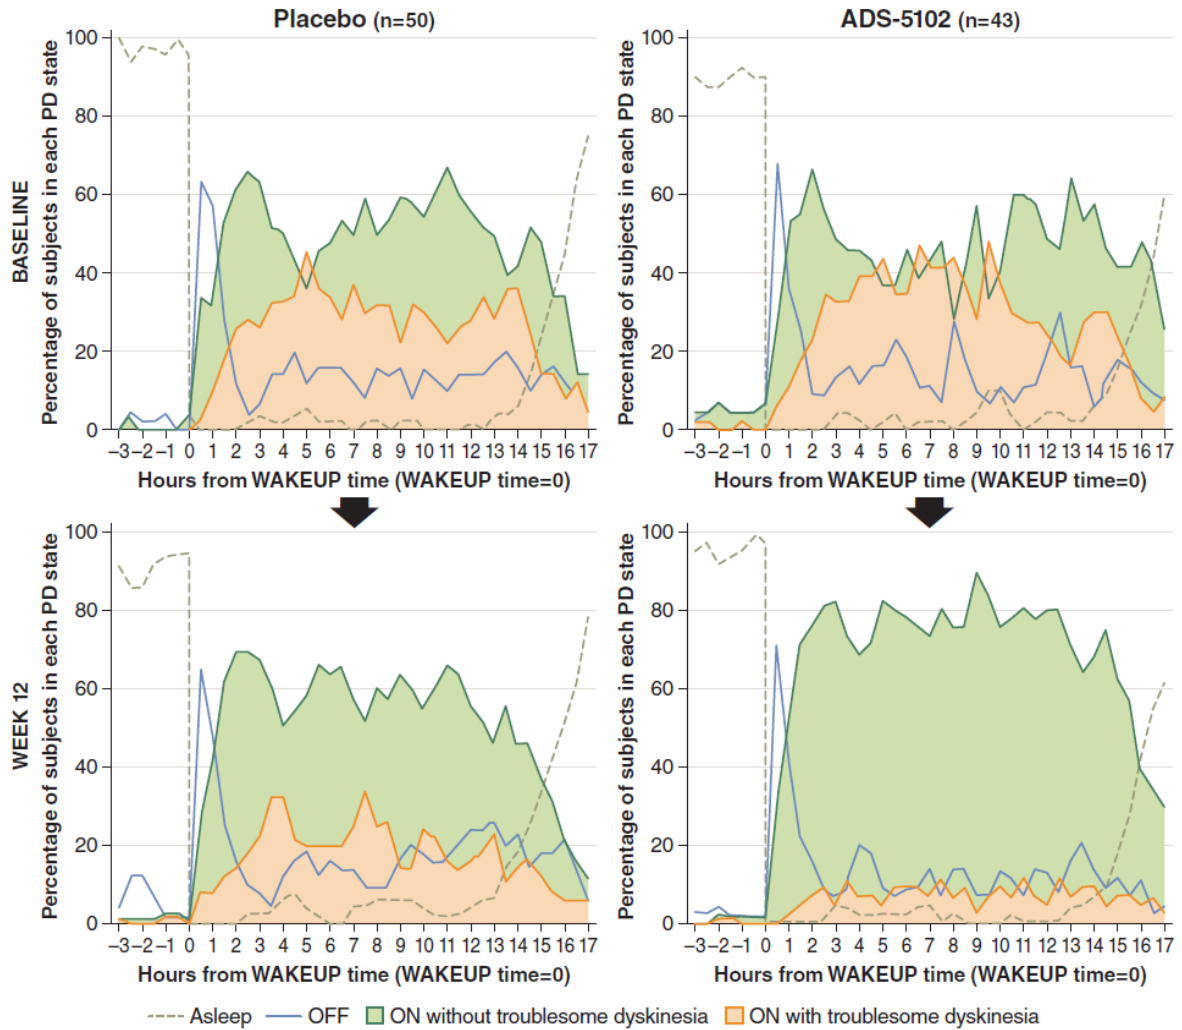 Placebo (n=50)
ADS-5102 (n=43)
BASELINE
Percentage of subjects in each PD state
100
80
60
40
20
0
−3 −2 −1 0 1 2 3 4 5 6 7 8 9 10 11 12 13 14 15 16 17
Hours from WAKEUP time (WAKEUP time=0)
Percentage of subjects in each PD state
100
80
60
40
20
0
−3 −2 −1 0 1 2 3 4 5 6 7 8 9 10 11 12 13 14 15 16 17
Hours from WAKEUP time (WAKEUP time=0)
WEEK 12
Percentage of subjects in each PD state
100
80
60
40
20
0
−3 −2 −1 0 1 2 3 4 5 6 7 8 9 10 11 12 13 14 15 16 17
Hours from WAKEUP time (WAKEUP time=0)
Percentage of subjects in each PD state
100
80
60
40
20
0
−3 −2 −1 0 1 2 3 4 5 6 7 8 9 10 11 12 13 14 15 16 17
Hours from WAKEUP time (WAKEUP time=0)
Asleep OFF ON without troublesome dyskinesia ON with troublesome dyskinesia